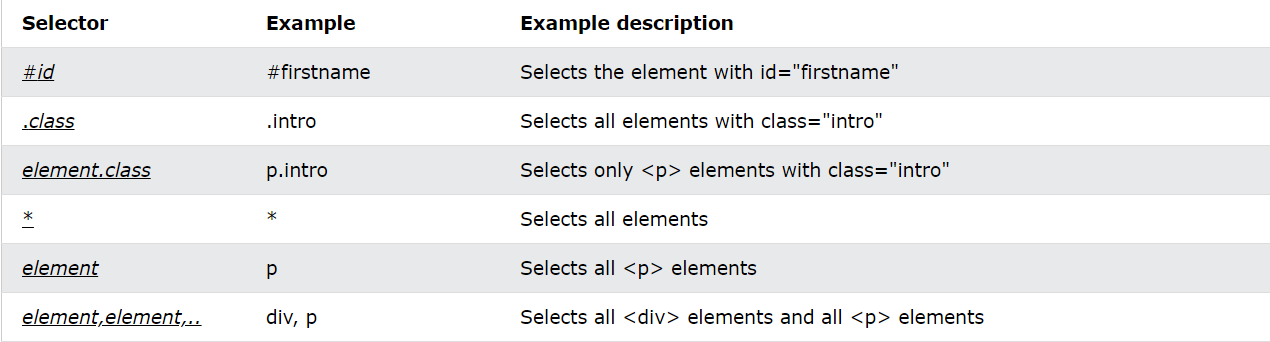 Selector Example Example description
#id #firstname Selects the element with id="firstname"
.class .intro Selects all elements with class="intro"
element.class p.intro Selects only <p> elements with class="intro"
* * Selects all elements
element p Selects all <p> elements
element,element,.. div, p Selects all <div> elements and all <p> elements